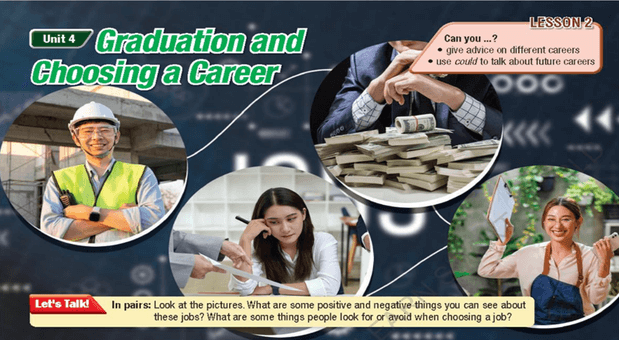 LESSON 2
Unit 4
Graduation and
Choosing a Career
Can you ...?
• give advice on different careers
• use could to talk about future careers
Let's Talk!
In pairs: Look at the pictures. What are some positive and negative things you can see about
these jobs? What are some things people look for or avoid when choosing a job?